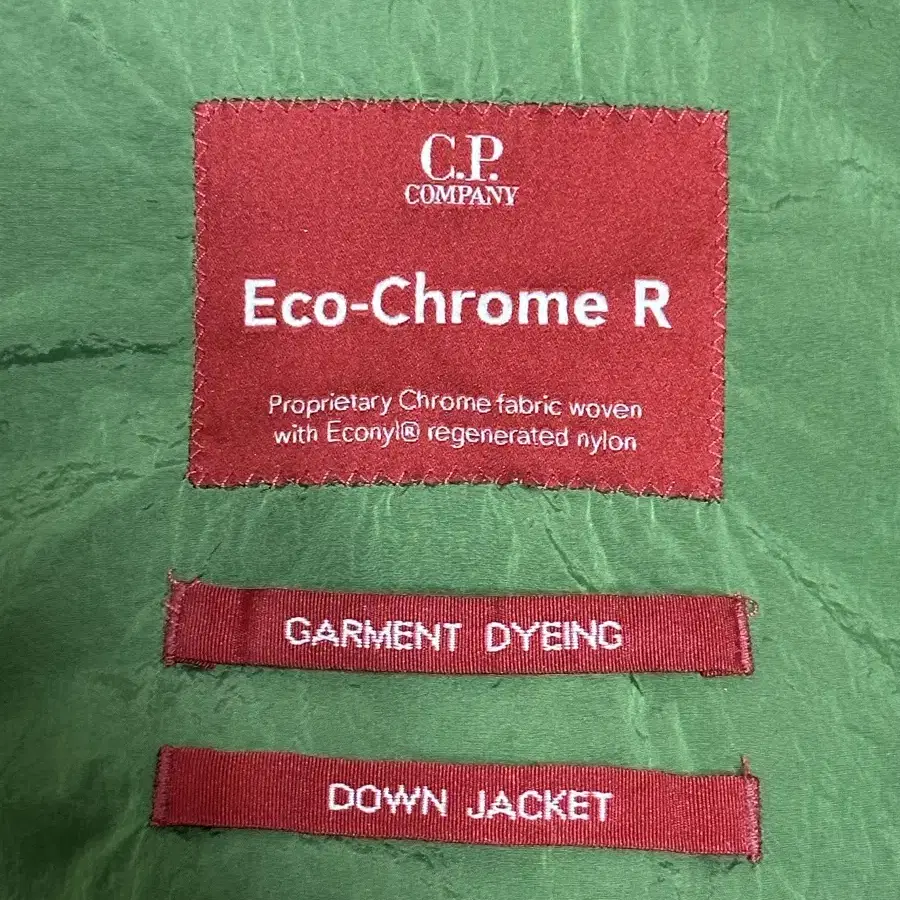 C.P.
COMPANY
Eco-Chrome R
Proprietary Chrome fabric woven
with Econyl® regenerated nylon
GARMENT DYEING
DOWN JACKET